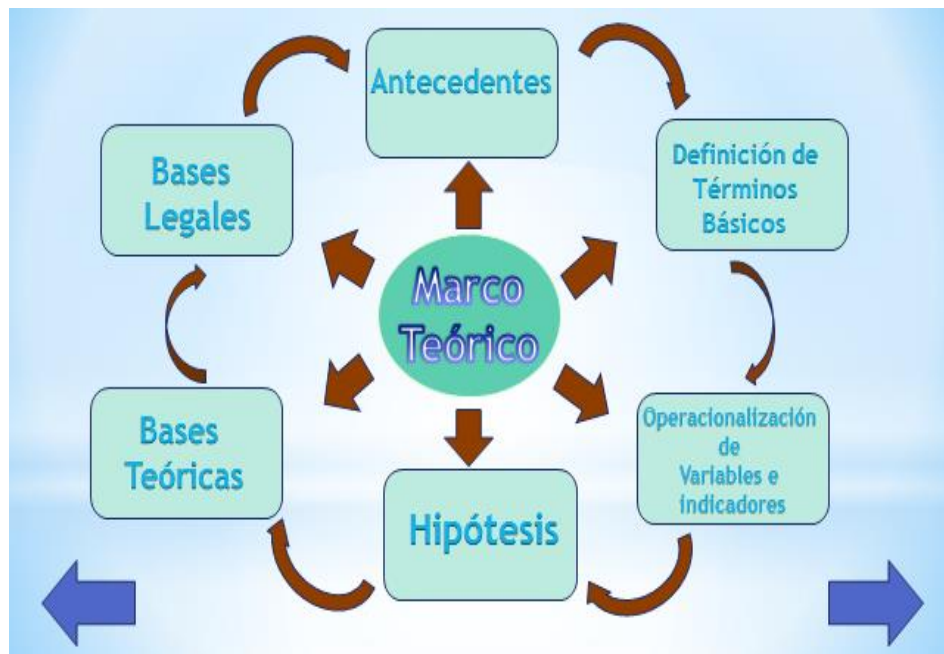 Antecedentes
Definición de
Términos
Básicos
Bases
Legales
Marco
Teórico
Bases
Teóricas
Operacionalización
de
Variables e
indicadores
Hipótesis